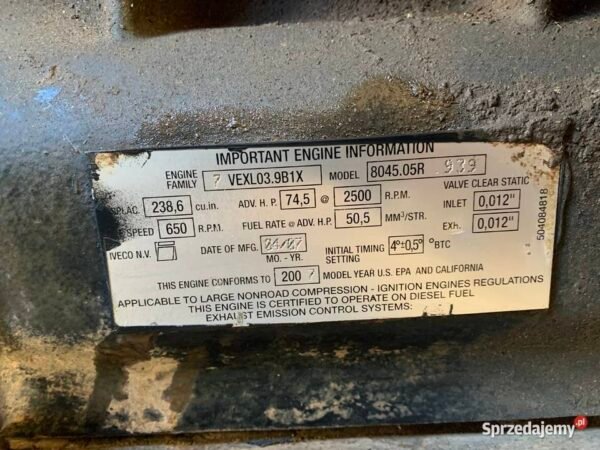 IMPORTANT ENGINE INFORMATION
ENGINE FAMILY 7 VEXL03.9B1X MODEL 8045.05R .939
DISPLAC. 238,6 cu.in. ADV. H.P. 74,5 @ 2500 R.P.M. VALVE CLEAR STATIC
SPEED 650 R.P.M. FUEL RATE @ ADV. H.P. 50,5 MM³/STR. INLET 0,012" EXH. 0,012"
IVECO N.V. DATE OF MFG. 04/07 MO. - YR. INITIAL TIMING SETTING 4°±0,5° °BTC
THIS ENGINE CONFORMS TO 2007 MODEL YEAR U.S. EPA AND CALIFORNIA
APPLICABLE TO LARGE NONROAD COMPRESSION - IGNITION ENGINES REGULATIONS
THIS ENGINE IS CERTIFIED TO OPERATE ON DIESEL FUEL
EXHAUST EMISSION CONTROL SYSTEMS:
504084818
Sprzedajemy.pl